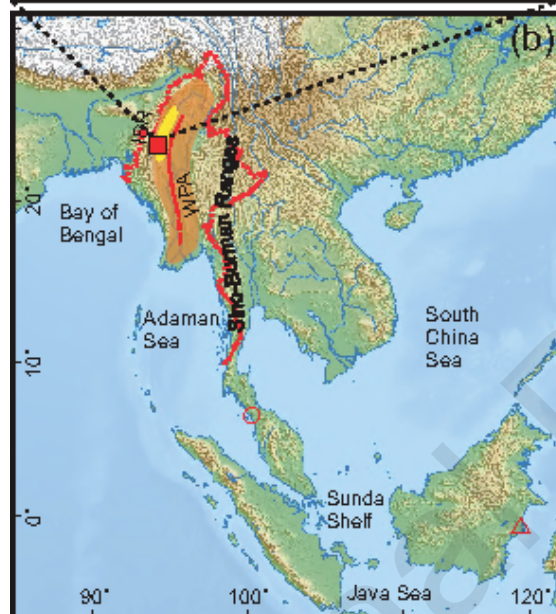 (b)
WPA
Sino-Burman Ranges
20°
Bay of
Bengal
Adaman
Sea
South
China
Sea
10°
Sunda
Shelf
0°
Java Sea
90°
100°
120°